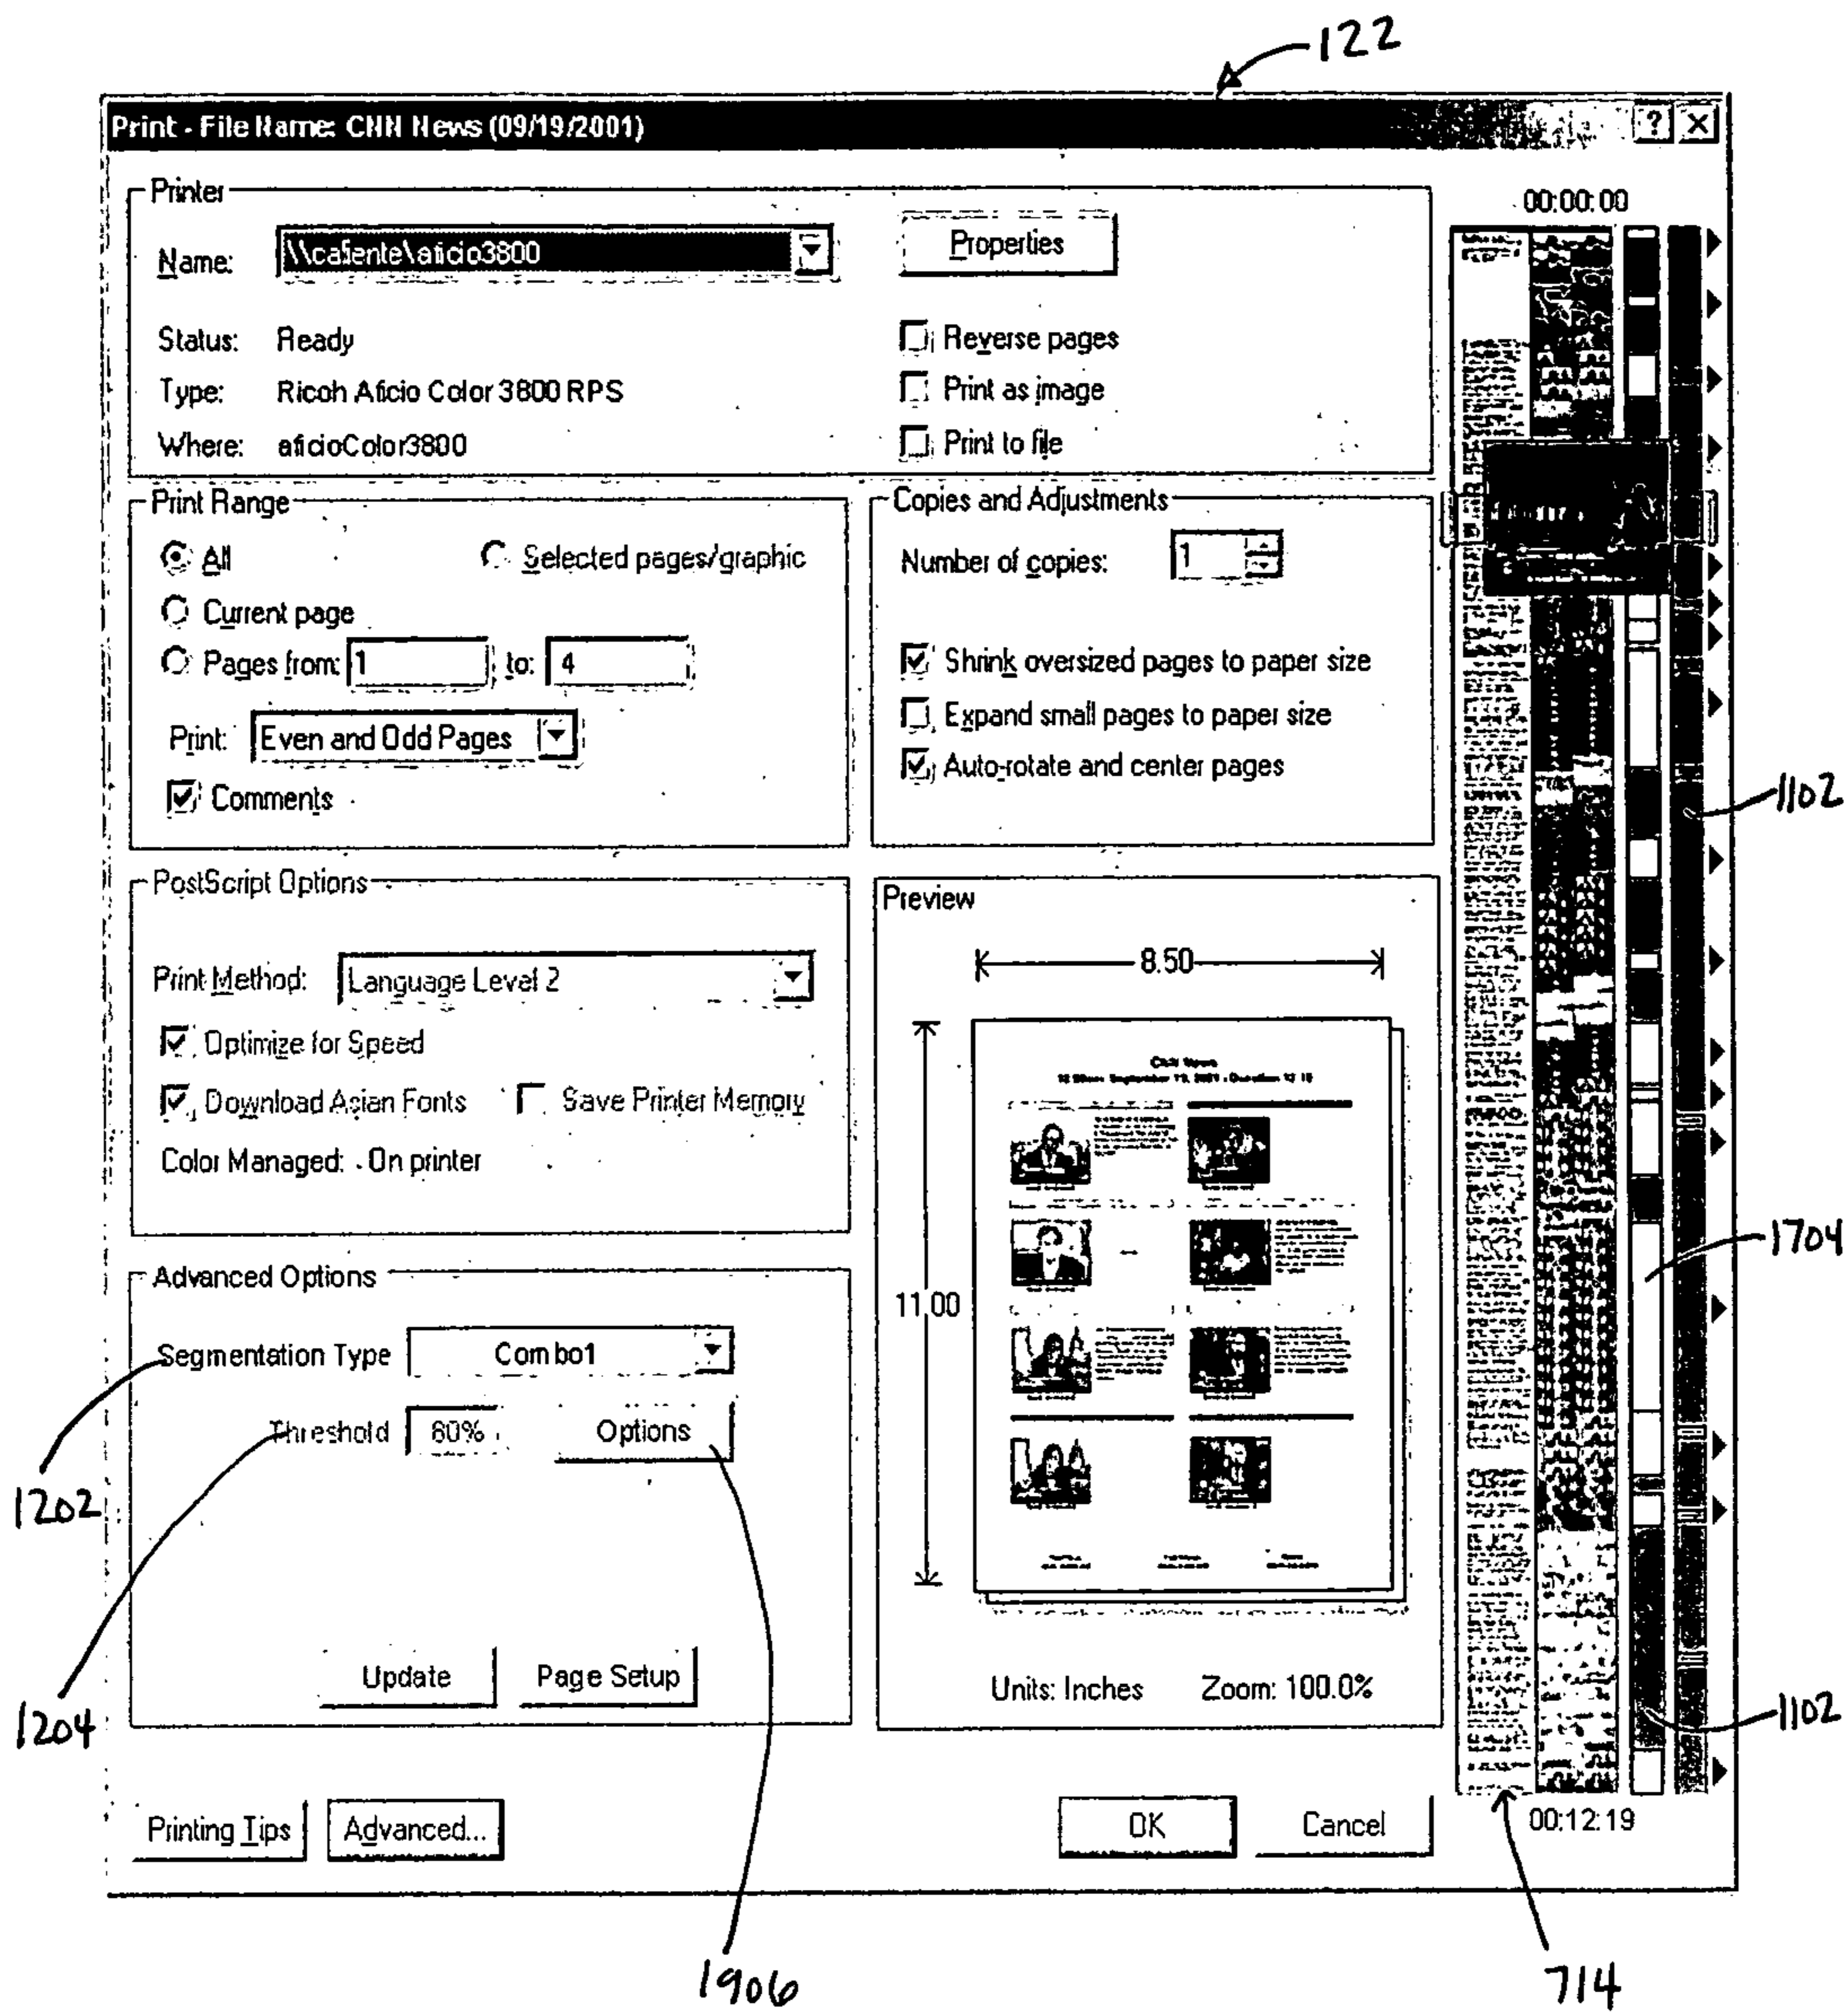 122
Print - File Name: CNN News (09/19/2001)
? X
Printer
Name: \\caliente\aficio3800
Properties
00:00:00
Status: Ready
Reverse pages
Type: Ricoh Aficio Color 3800 RPS
Print as image
Where: aficioColor3800
Print to file
Print Range
All
Selected pages/graphic
Current page
Pages from: 1 to: 4
Print: Even and Odd Pages
Comments
Copies and Adjustments
Number of copies: 1
Shrink oversized pages to paper size
Expand small pages to paper size
Auto-rotate and center pages
1102
PostScript Options
Print Method: Language Level 2
Optimize for Speed
Download Asian Fonts
Save Printer Memory
Color Managed: On printer
Preview
8.50
11.00
CNN News
Units: Inches
Zoom: 100.0%
1704
Advanced Options
Segmentation Type Combo1
Threshold 60% Options
1202
Update
Page Setup
1204
1102
Printing Tips
Advanced...
OK
Cancel
00:12:19
1906
714